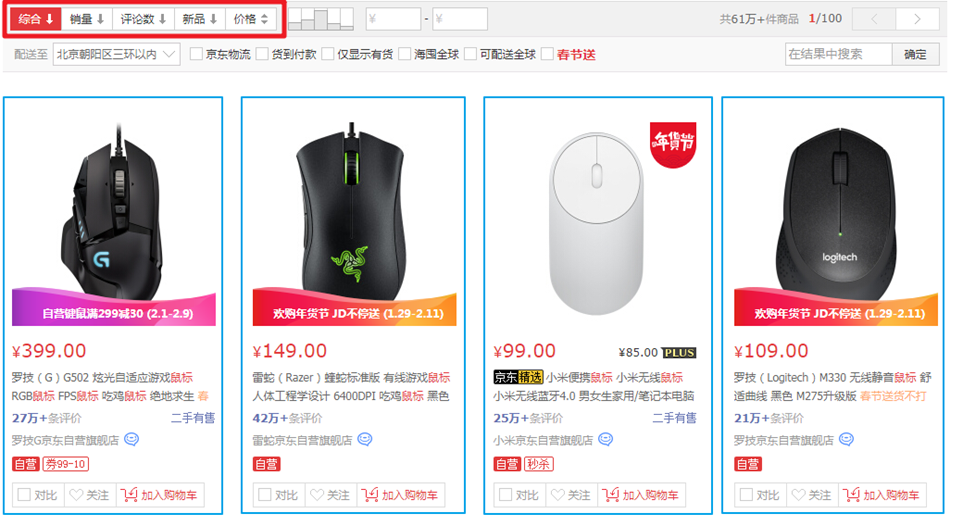 综合 销量 评论数 新品 价格 ¥ - ¥ 共61万+件商品 1/100 < >
配送至 北京朝阳区三环以内 京东物流 货到付款 仅显示有货 海囤全球 可配送全球 春节送 在结果中搜索 确定
G
自营键鼠满299减30 (2.1-2.9)
¥399.00
罗技（G）G502 炫光自适应游戏鼠标
RGB鼠标 FPS鼠标 吃鸡鼠标 绝地求生 春
27万+条评价 二手有售
罗技G京东自营旗舰店
自营 券99-10
对比 关注 加入购物车
欢购年货节 JD不停送 (1.29-2.11)
¥149.00
雷蛇（Razer）蝰蛇标准版 有线游戏鼠标
人体工程学设计 6400DPI 吃鸡鼠标 黑色
42万+条评价
雷蛇京东自营旗舰店
自营
对比 关注 加入购物车
年货节
¥99.00 ¥85.00 PLUS
京东精选 小米便携鼠标 小米无线鼠标
小米无线蓝牙4.0 男女生家用/笔记本电脑
25万+条评价 二手有售
小米京东自营旗舰店
自营 秒杀
对比 关注 加入购物车
logitech
欢购年货节 JD不停送 (1.29-2.11)
¥109.00
罗技（Logitech）M330 无线静音鼠标 舒
适曲线 黑色 M275升级版 春节送货不打
21万+条评价
罗技京东自营旗舰店
自营
对比 关注 加入购物车